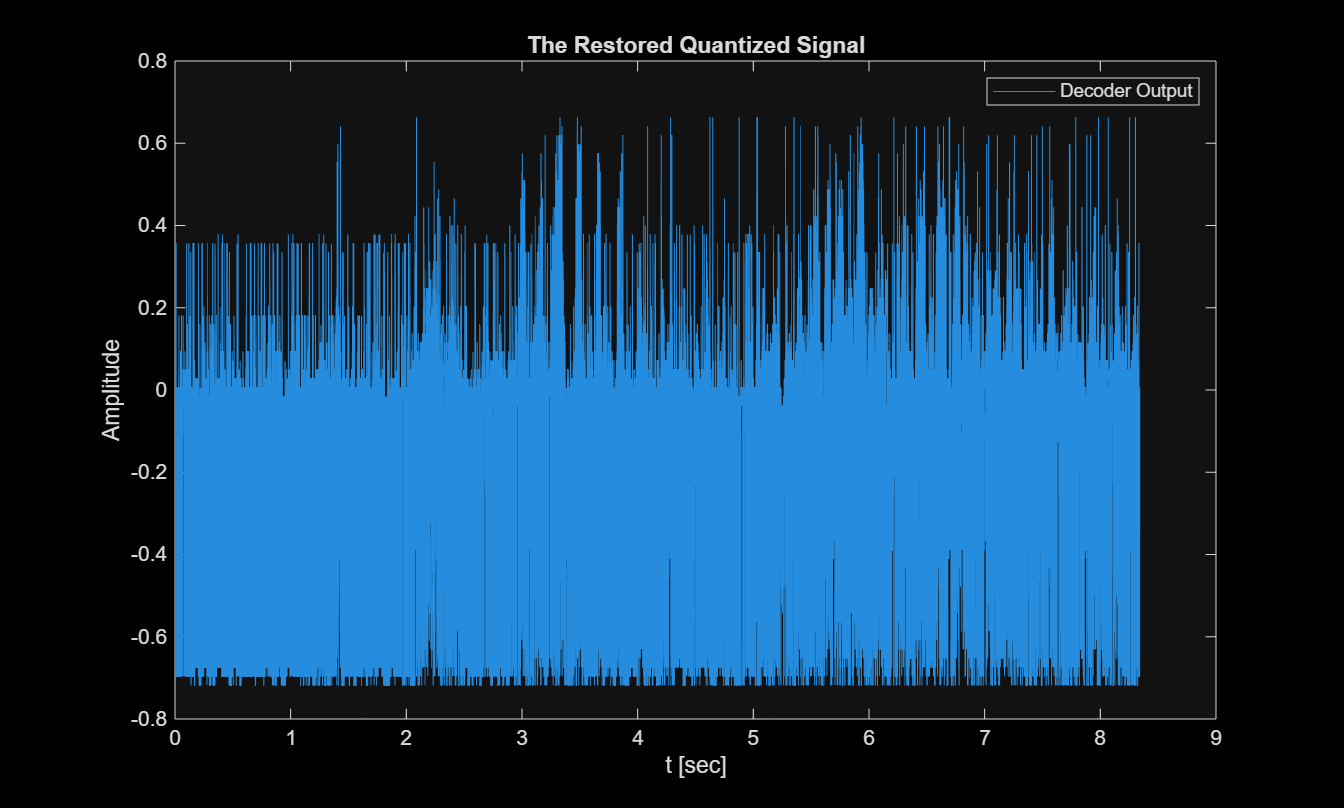 The Restored Quantized Signal
Decoder Output
0.8
0.6
0.4
0.2
0
-0.2
-0.4
-0.6
-0.8
Amplitude
0 1 2 3 4 5 6 7 8 9
t [sec]